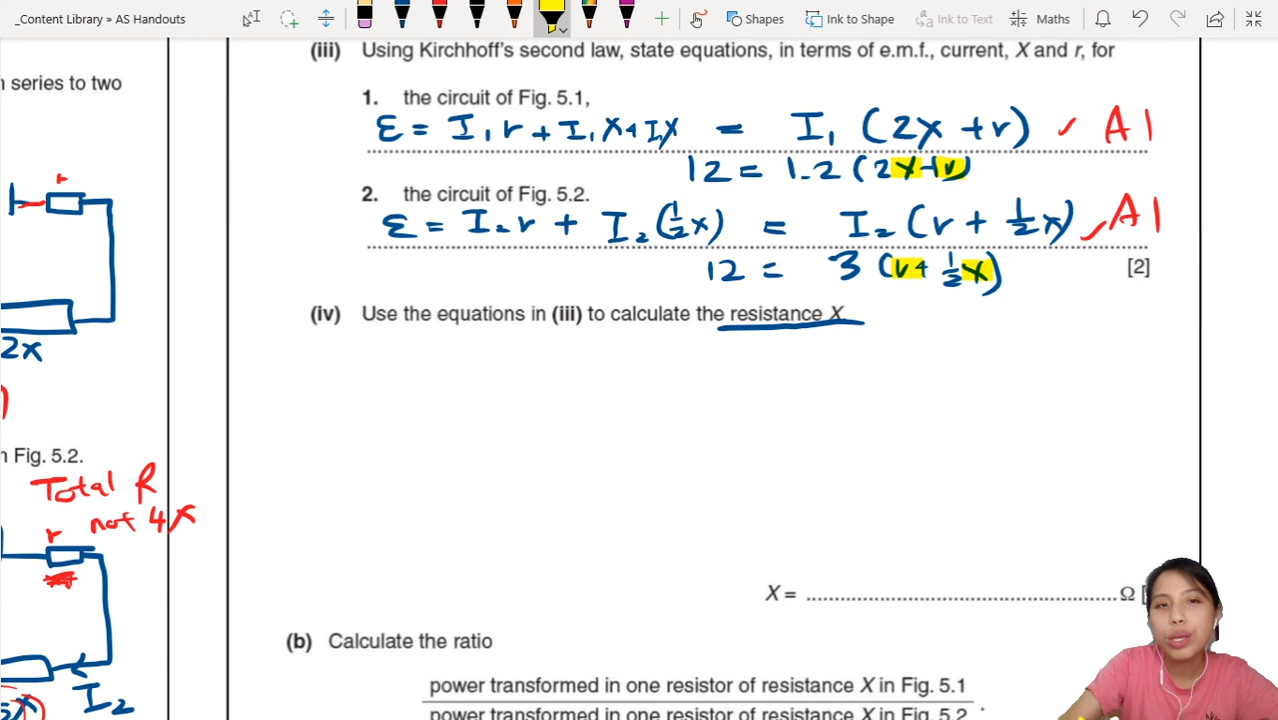 _Content Library » AS Handouts
Shapes
Ink to Shape
Ink to Text
Maths
n series to two
r
2x
n Fig. 5.2.
Total R
not 4X
r
I₂
(iii) Using Kirchhoff's second law, state equations, in terms of e.m.f., current, X and r, for
1. the circuit of Fig. 5.1,
ε = I₁ r + I₁ X + I₁X = I₁ (2x + r) ✓ A1
12 = 1.2 (2x + r)
2. the circuit of Fig. 5.2.
ε = I₂ r + I₂ (½x) = I₂ (r + ½x) ✓ A1
12 = 3 (r + ½x)
[2]
(iv) Use the equations in (iii) to calculate the resistance X.
X = .................................................... Ω [
(b) Calculate the ratio
power transformed in one resistor of resistance X in Fig. 5.1
power transformed in one resistor of resistance X in Fig. 5.2 .